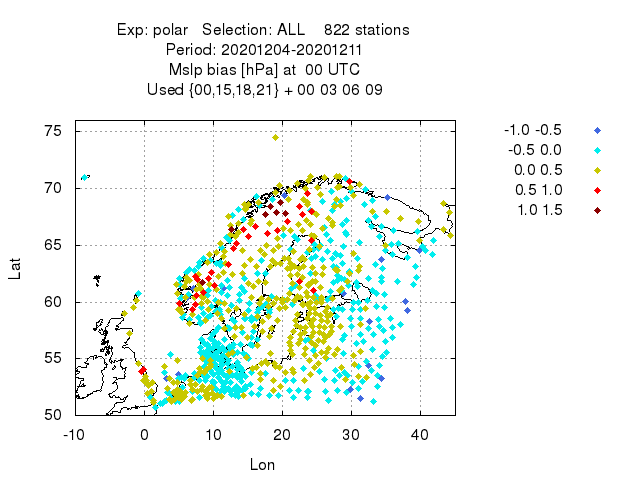 Exp: polar Selection: ALL 822 stations
Period: 20201204-20201211
Mslp bias [hPa] at 00 UTC
Used {00,15,18,21} + 00 03 06 09
-1.0 -0.5
-0.5 0.0
0.0 0.5
0.5 1.0
1.0 1.5
75
70
65
60
55
50
Lat
-10 0 10 20 30 40
Lon